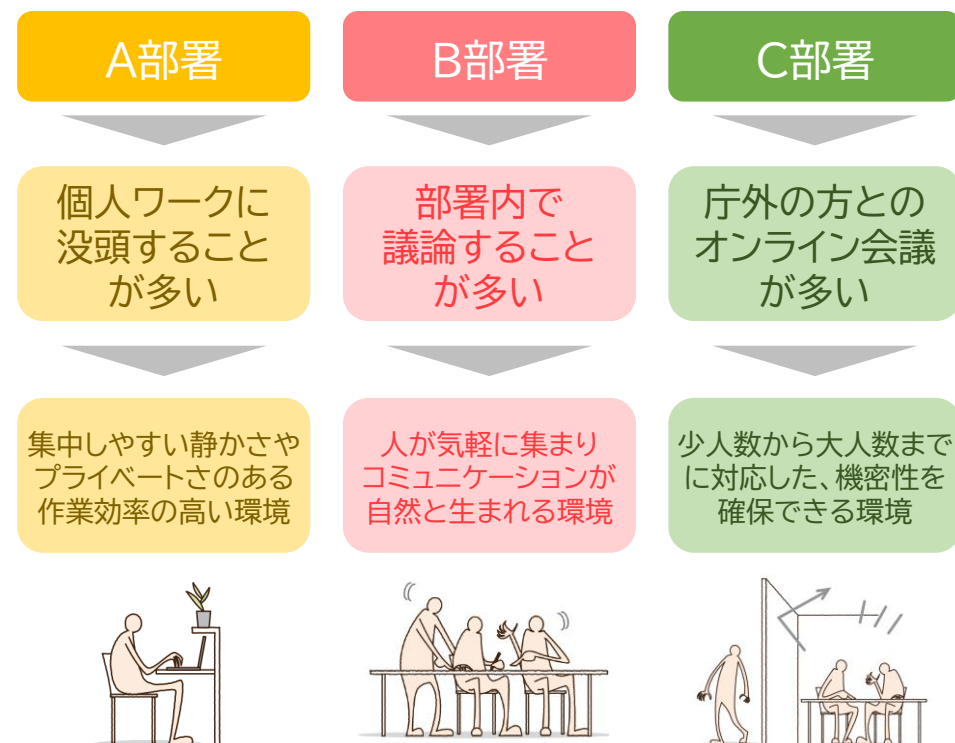 A部署
個人ワークに
没頭すること
が多い
集中しやすい静かさや
プライベートさのある
作業効率の高い環境
B部署
部署内で
議論すること
が多い
人が気軽に集まり
コミュニケーションが
自然と生まれる環境
C部署
庁外の方との
オンライン会議
が多い
少人数から大人数まで
に対応した、機密性を
確保できる環境